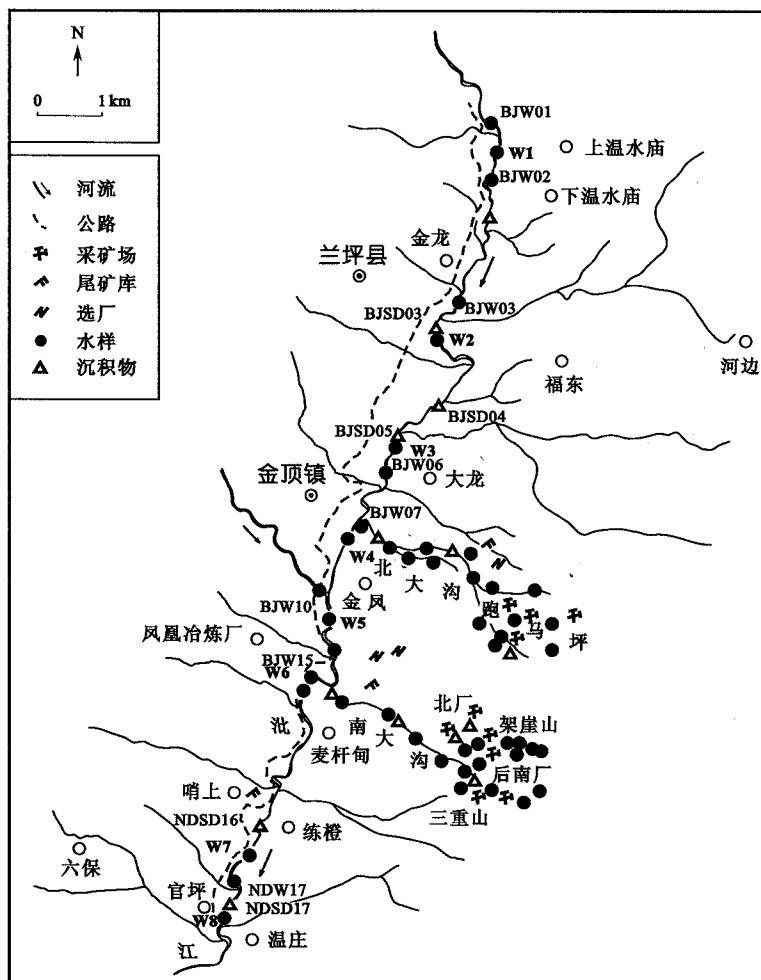 N
0 1 km
河流
公路
采矿场
尾矿库
选厂
水样
沉积物
BJW01
W1
上温水庙
BJW02
下温水庙
金龙
兰坪县
BJW03
BJSD03
W2
河边
福东
BJSD04
BJSD05
W3
BJW06
大龙
金顶镇
BJW07
W4
北大沟
跑马坪
金凤
BJW10
W5
凤凰冶炼厂
BJW15
W6
沘
南大沟
北厂
架崖山
麦杆甸
后南厂
哨上
三重山
NDSD16
练橙
W7
六保
NDW17
官坪
NDSD17
W8
江
温庄